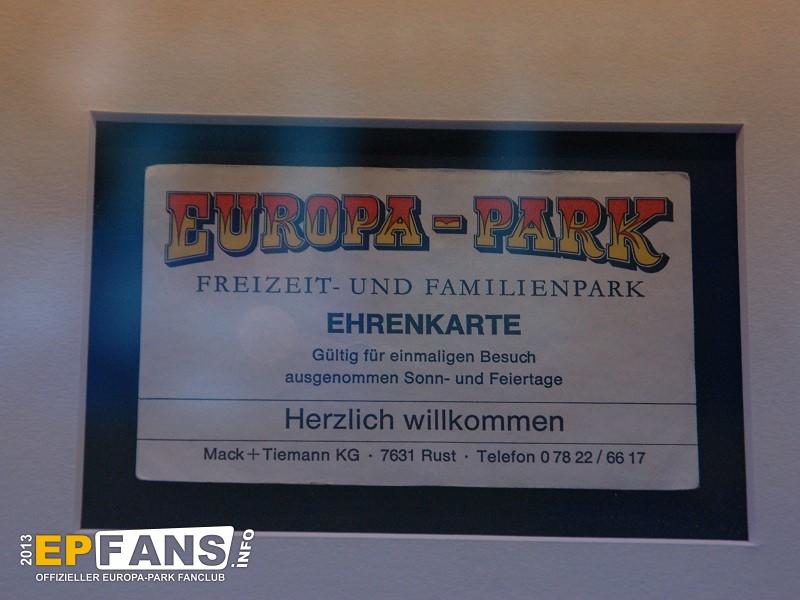 EUROPA-PARK
FREIZEIT- UND FAMILIENPARK
EHRENKARTE
Gültig für einmaligen Besuch
ausgenommen Sonn- und Feiertage
Herzlich willkommen
Mack+Tiemann KG · 7631 Rust · Telefon 0 78 22 / 66 17
2013
EPFANS.INFO
OFFIZIELLER EUROPA-PARK FANCLUB